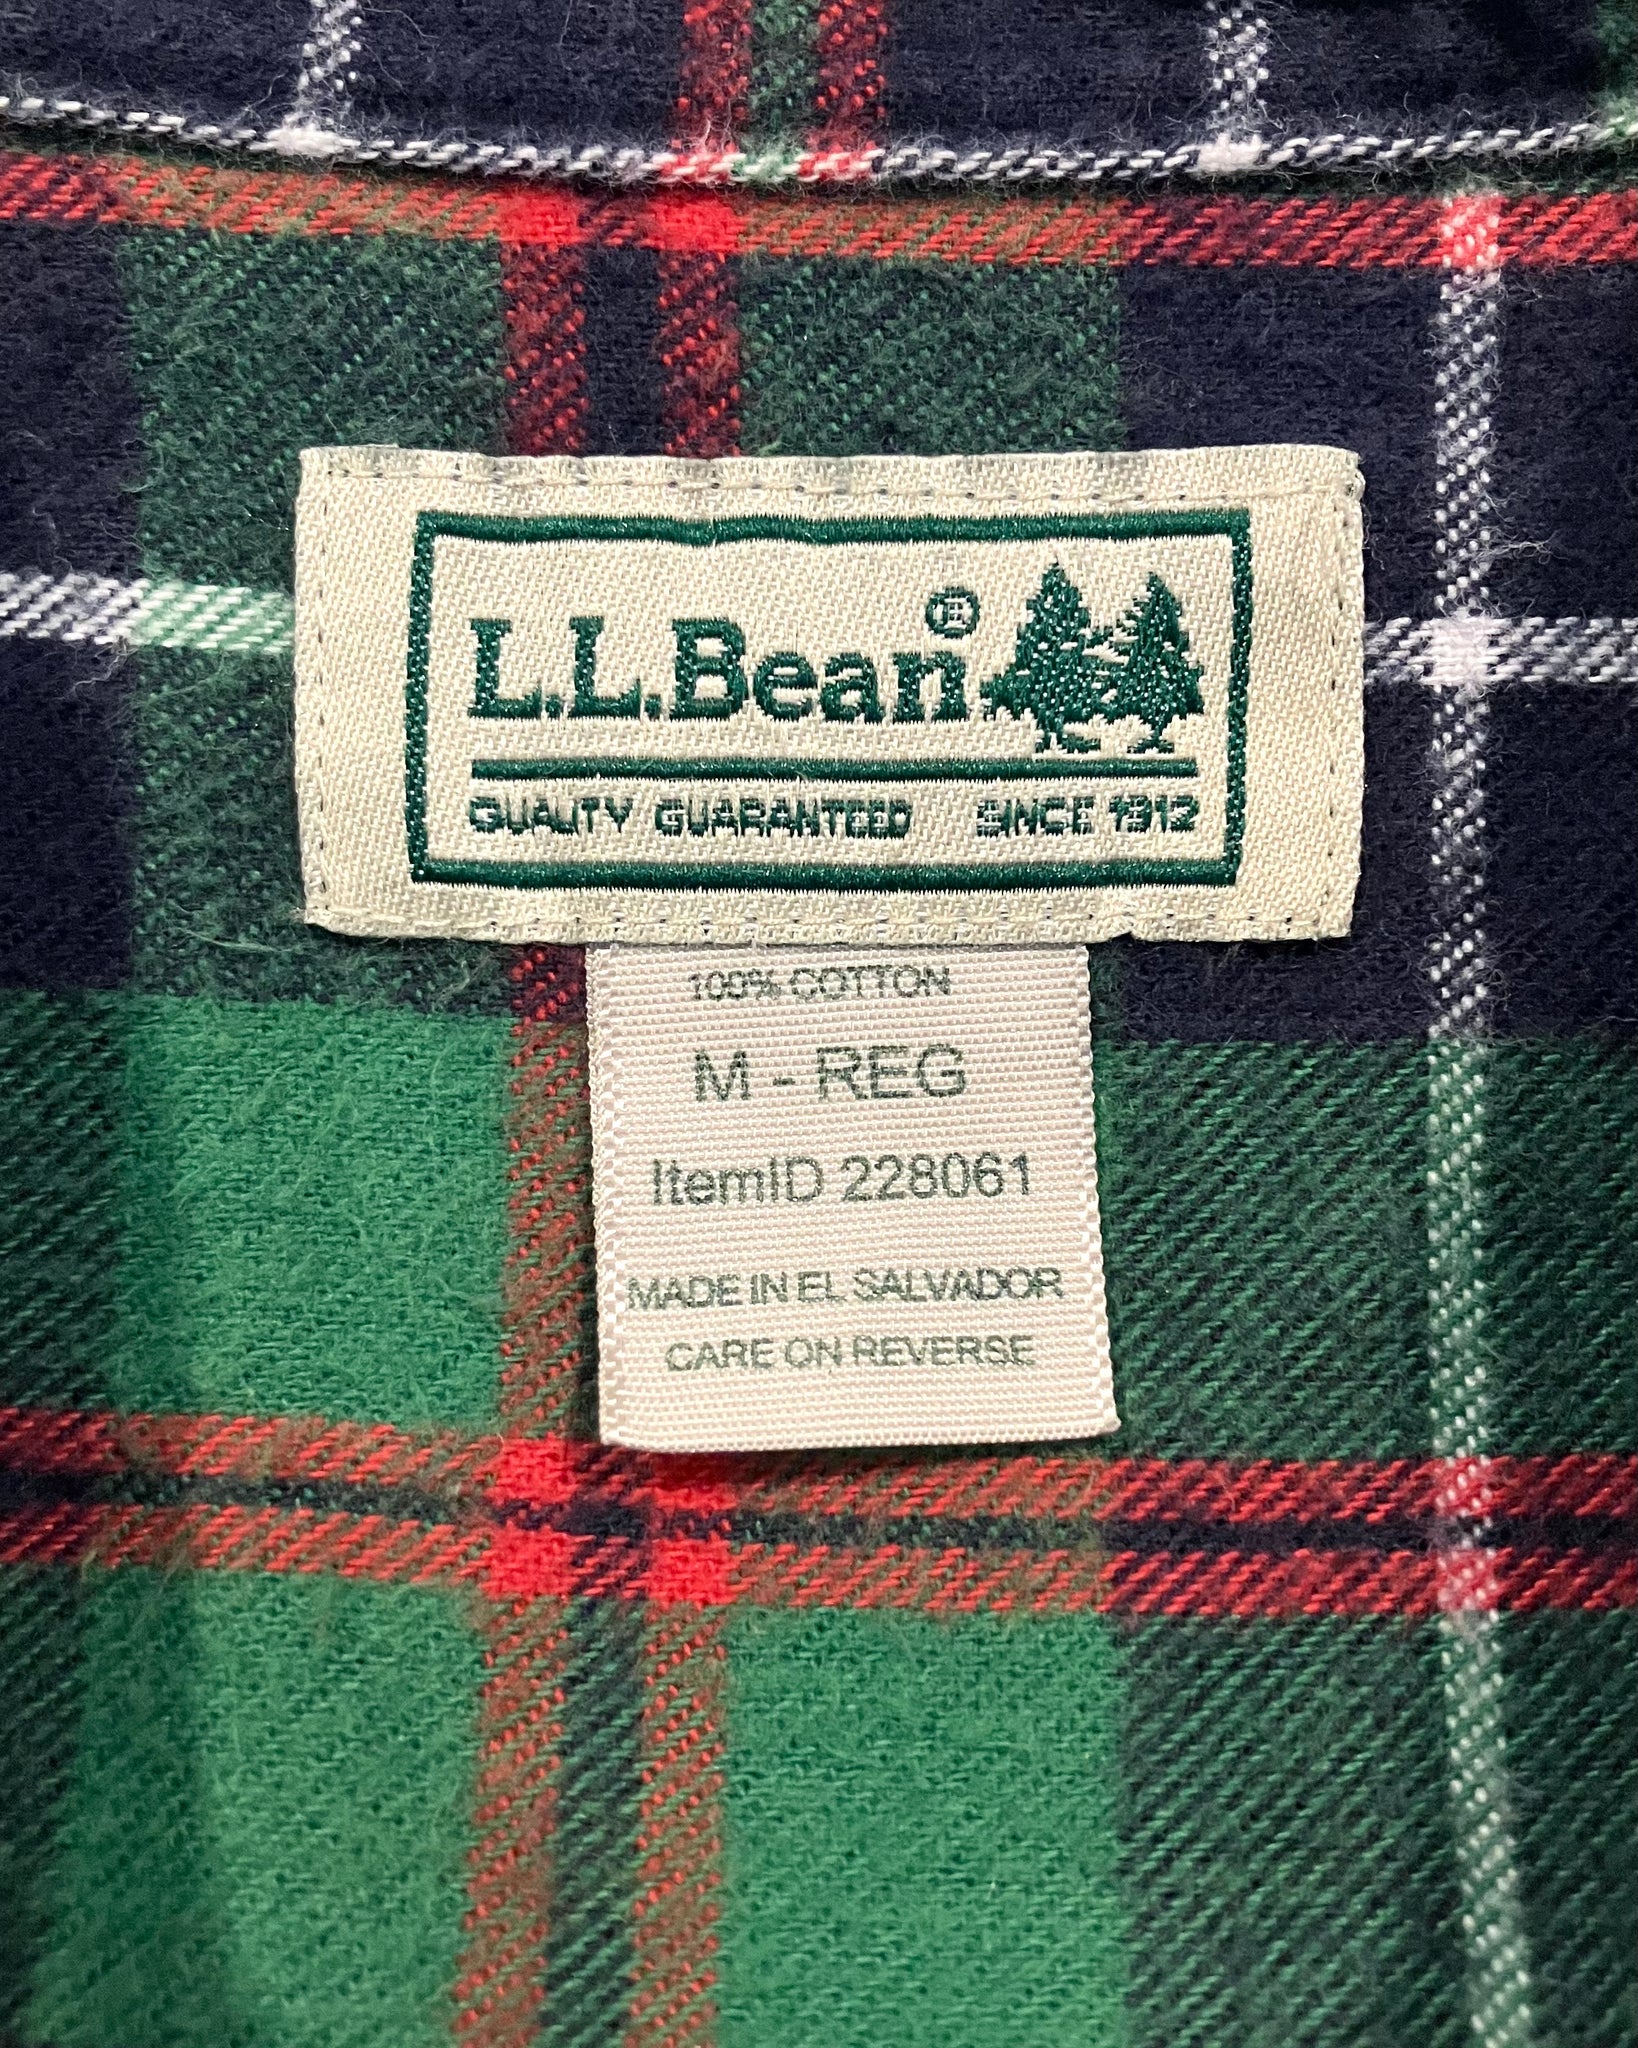 L.L.Bean®
QUALITY GUARANTEED SINCE 1912
100% COTTON
M - REG
ItemID 228061
MADE IN EL SALVADOR
CARE ON REVERSE